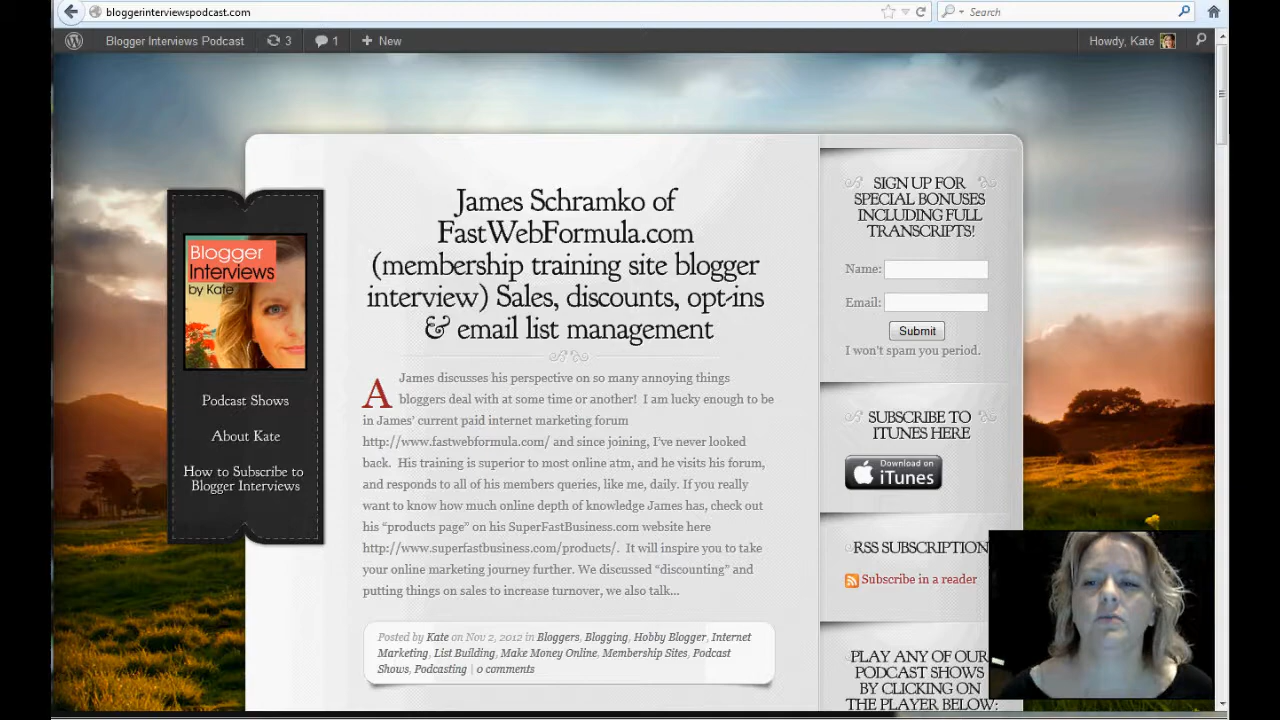 bloggerinterviewspodcast.com
Search
Blogger Interviews Podcast 3 1 New
Howdy, Kate
Blogger
Interviews
by Kate
Podcast Shows
About Kate
How to Subscribe to
Blogger Interviews
James Schramko of
FastWebFormula.com
(membership training site blogger
interview) Sales, discounts, opt-ins
& email list management
A James discusses his perspective on so many annoying things
bloggers deal with at some time or another! I am lucky enough to be
in James' current paid internet marketing forum
http://www.fastwebformula.com/ and since joining, I've never looked
back. His training is superior to most online atm, and he visits his forum,
and responds to all of his members queries, like me, daily. If you really
want to know how much online depth of knowledge James has, check out
his “products page” on his SuperFastBusiness.com website here
http://www.superfastbusiness.com/products/. It will inspire you to take
your online marketing journey further. We discussed “discounting” and
putting things on sales to increase turnover, we also talk...
Posted by Kate on Nov 2, 2012 in Bloggers, Blogging, Hobby Blogger, Internet
Marketing, List Building, Make Money Online, Membership Sites, Podcast
Shows, Podcasting | 0 comments
SIGN UP FOR
SPECIAL BONUSES
INCLUDING FULL
TRANSCRIPTS!
Name:
Email:
Submit
I won't spam you period.
SUBSCRIBE TO
ITUNES HERE
Download on
iTunes
RSS SUBSCRIPTION
Subscribe in a reader
PLAY ANY OF OUR
PODCAST SHOWS
BY CLICKING ON
THE PLAYER BELOW: